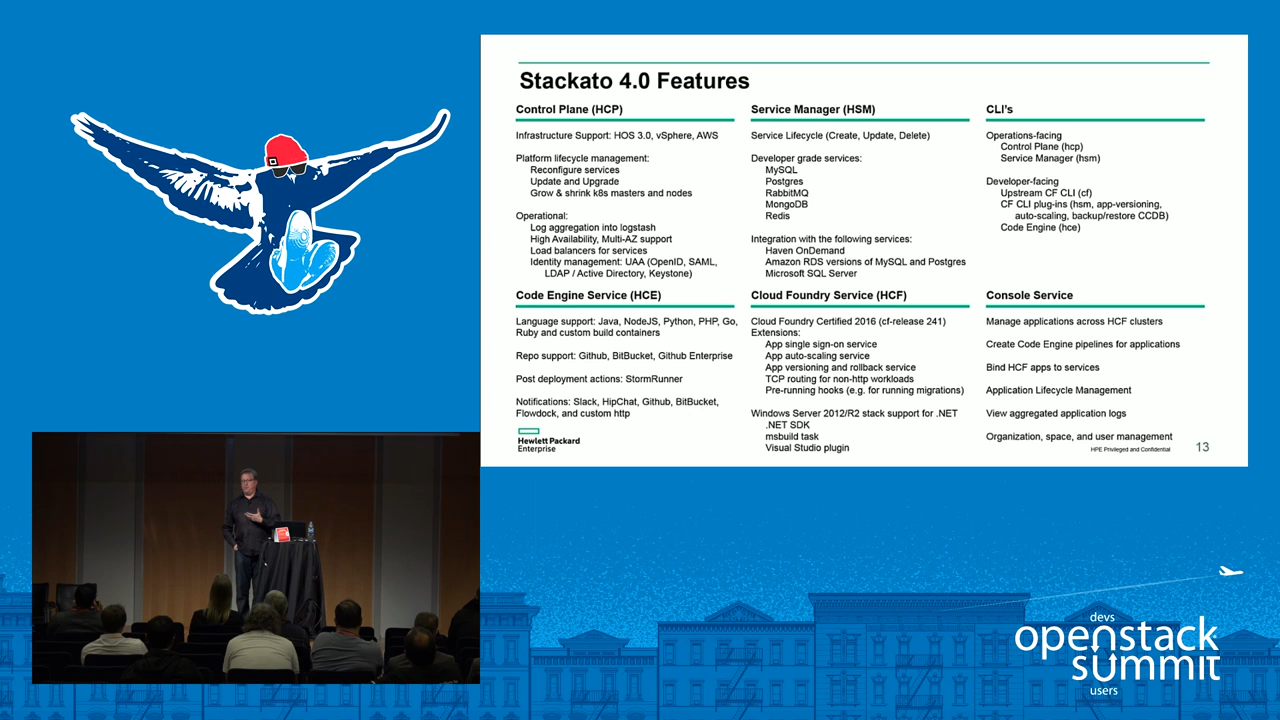 Stackato 4.0 Features
Control Plane (HCP)
Infrastructure Support: HOS 3.0, vSphere, AWS
Platform lifecycle management:
Reconfigure services
Update and Upgrade
Grow & shrink k8s masters and nodes
Operational:
Log aggregation into logstash
High Availability, Multi-AZ support
Load balancers for services
Identity management: UAA (OpenID, SAML,
LDAP / Active Directory, Keystone)
Service Manager (HSM)
Service Lifecycle (Create, Update, Delete)
Developer grade services:
MySQL
Postgres
RabbitMQ
MongoDB
Redis
Integration with the following services:
Haven OnDemand
Amazon RDS versions of MySQL and Postgres
Microsoft SQL Server
CLI's
Operations-facing
Control Plane (hcp)
Service Manager (hsm)
Developer-facing
Upstream CF CLI (cf)
CF CLI plug-ins (hsm, app-versioning,
auto-scaling, backup/restore CCDB)
Code Engine (hce)
Code Engine Service (HCE)
Language support: Java, NodeJS, Python, PHP, Go,
Ruby and custom build containers
Repo support: Github, BitBucket, Github Enterprise
Post deployment actions: StormRunner
Notifications: Slack, HipChat, Github, BitBucket,
Flowdock, and custom http
Cloud Foundry Service (HCF)
Cloud Foundry Certified 2016 (cf-release 241)
Extensions:
App single sign-on service
App auto-scaling service
App versioning and rollback service
TCP routing for non-http workloads
Pre-running hooks (e.g. for running migrations)
Windows Server 2012/R2 stack support for .NET
.NET SDK
msbuild task
Visual Studio plugin
Console Service
Manage applications across HCF clusters
Create Code Engine pipelines for applications
Bind HCF apps to services
Application Lifecycle Management
View aggregated application logs
Organization, space, and user management
Hewlett Packard
Enterprise
HPE Privileged and Confidential
13
devs
openstack
summit
users